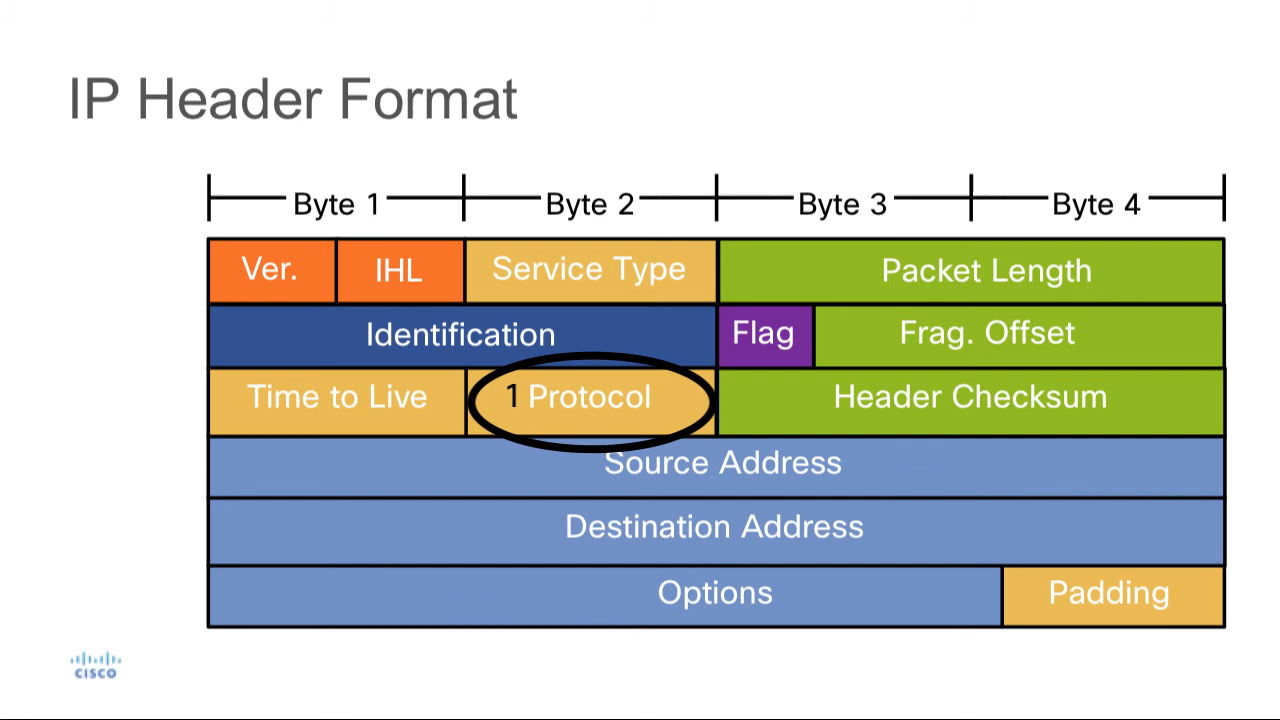 IP Header Format
Byte 1 Byte 2 Byte 3 Byte 4
Ver. IHL Service Type Packet Length
Identification Flag Frag. Offset
Time to Live 1 Protocol Header Checksum
Source Address
Destination Address
Options Padding
CISCO